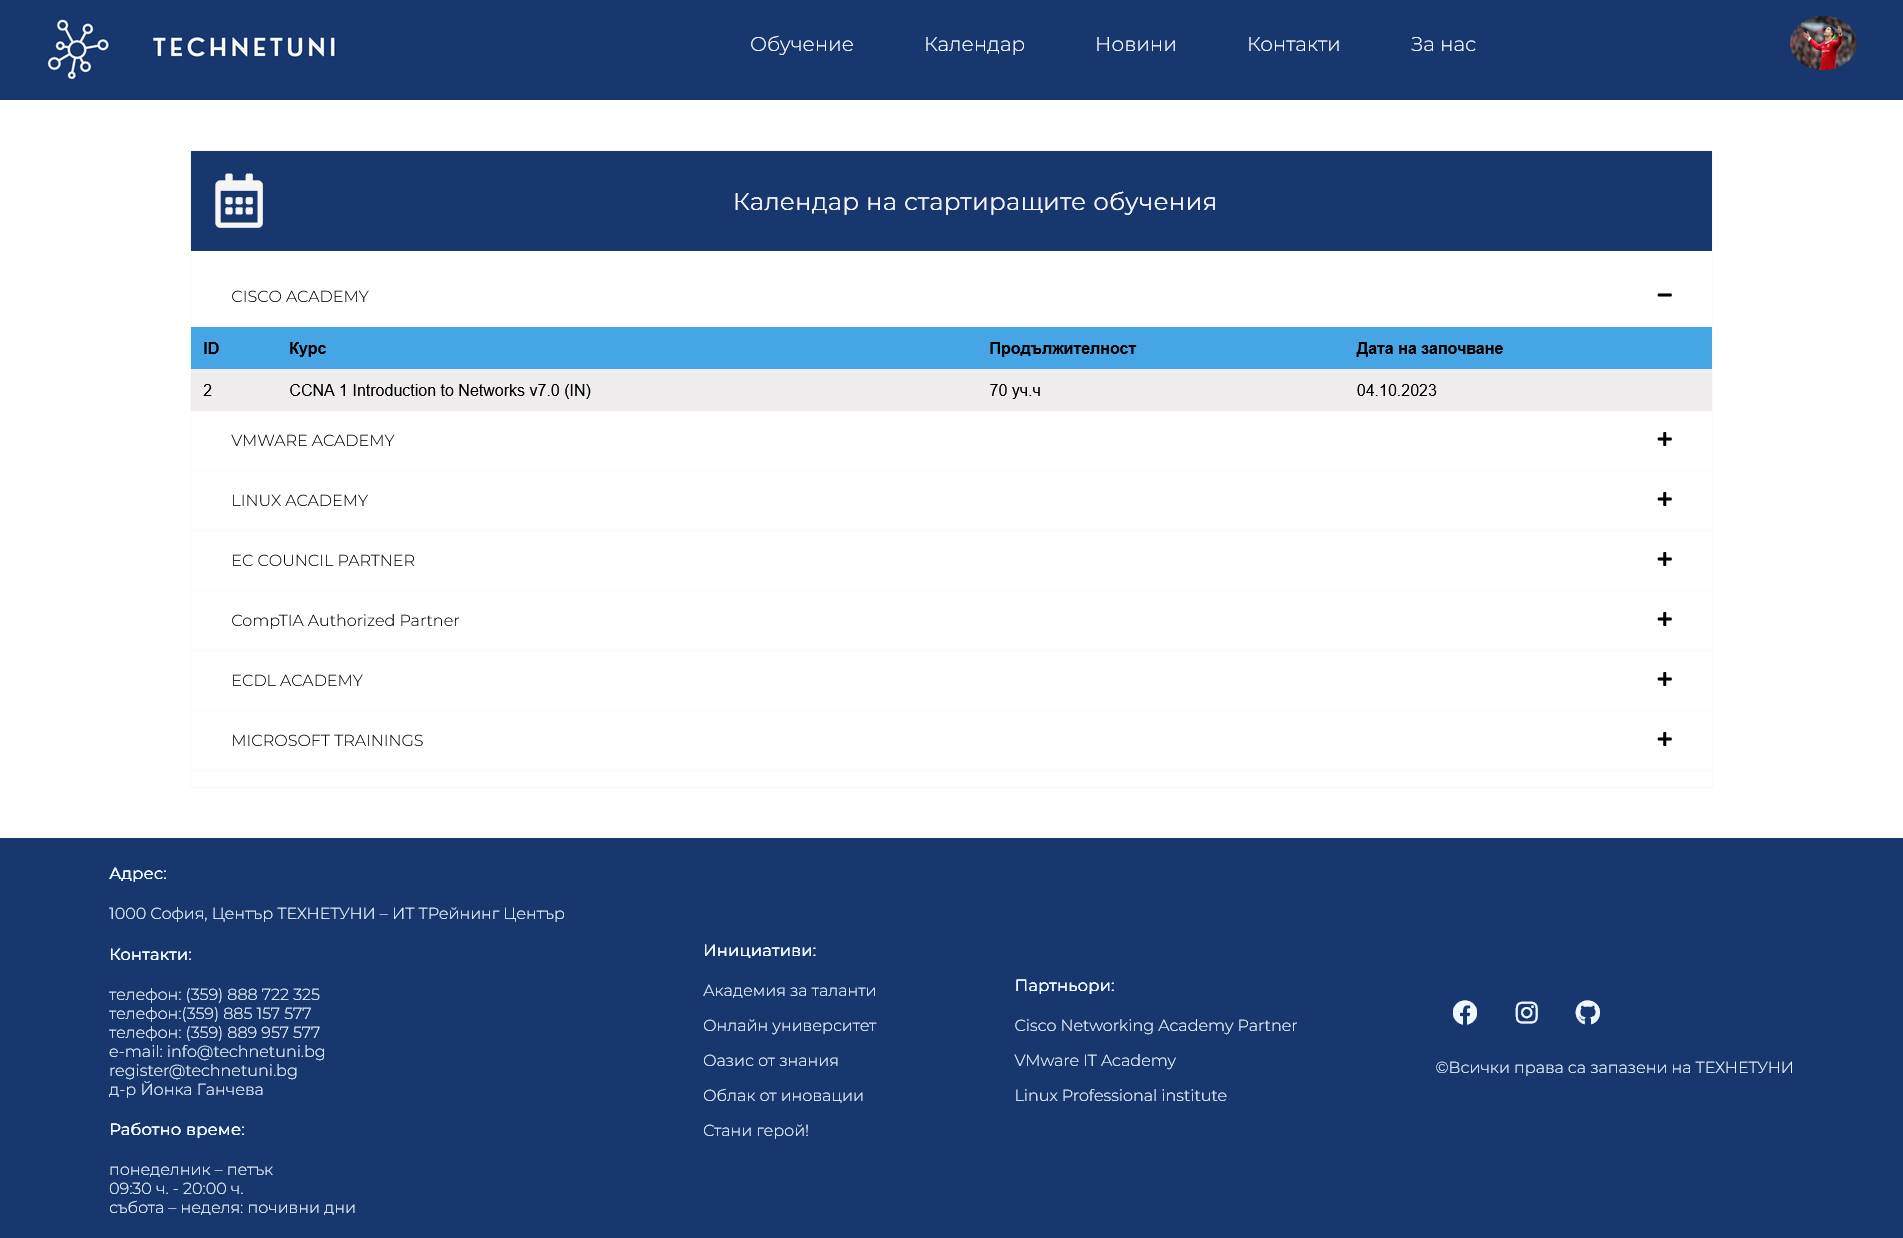 TECHNETUNI
Обучение
Календар
Новини
Контакти
За нас
Календар на стартиращите обучения
CISCO ACADEMY
ID Курс Продължителност Дата на започване
2 CCNA 1 Introduction to Networks v7.0 (IN) 70 уч.ч 04.10.2023
VMWARE ACADEMY
LINUX ACADEMY
EC COUNCIL PARTNER
CompTIA Authorized Partner
ECDL ACADEMY
MICROSOFT TRAININGS
Адрес:
1000 София, Център ТЕХНЕТУНИ – ИТ ТРейнинг Център
Контакти:
телефон: (359) 888 722 325
телефон:(359) 885 157 577
телефон: (359) 889 957 577
e-mail: info@technetuni.bg
register@technetuni.bg
д-р Йонка Ганчева
Работно време:
понеделник – петък
09:30 ч. - 20:00 ч.
събота – неделя: почивни дни
Инициативи:
Академия за таланти
Онлайн университет
Оазис от знания
Облак от иновации
Стани герой!
Партньори:
Cisco Networking Academy Partner
VMware IT Academy
Linux Professional institute
©Всички права са запазени на ТЕХНЕТУНИ